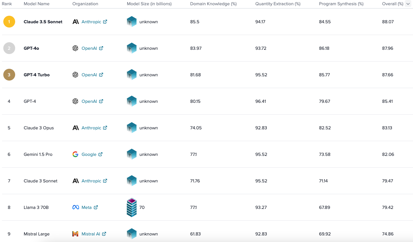 Rank Model Name Organization Model Size (in billions) Domain Knowledge (%) Quantity Extraction (%) Program Synthesis (%) Overall (%)
1 Claude 3.5 Sonnet Anthropic unknown 85.5 94.17 84.55 88.07
2 GPT-4o OpenAI unknown 83.97 93.72 86.18 87.96
3 GPT-4 Turbo OpenAI unknown 81.68 95.52 85.77 87.66
4 GPT-4 OpenAI unknown 80.15 96.41 79.67 85.41
5 Claude 3 Opus Anthropic unknown 74.05 92.83 82.52 83.13
6 Gemini 1.5 Pro Google unknown 77.1 95.52 73.58 82.06
7 Claude 3 Sonnet Anthropic unknown 71.76 95.52 71.14 79.47
8 Llama 3 70B Meta 70 77.1 93.27 67.89 79.42
9 Mistral Large Mistral AI unknown 61.83 92.83 69.92 74.86